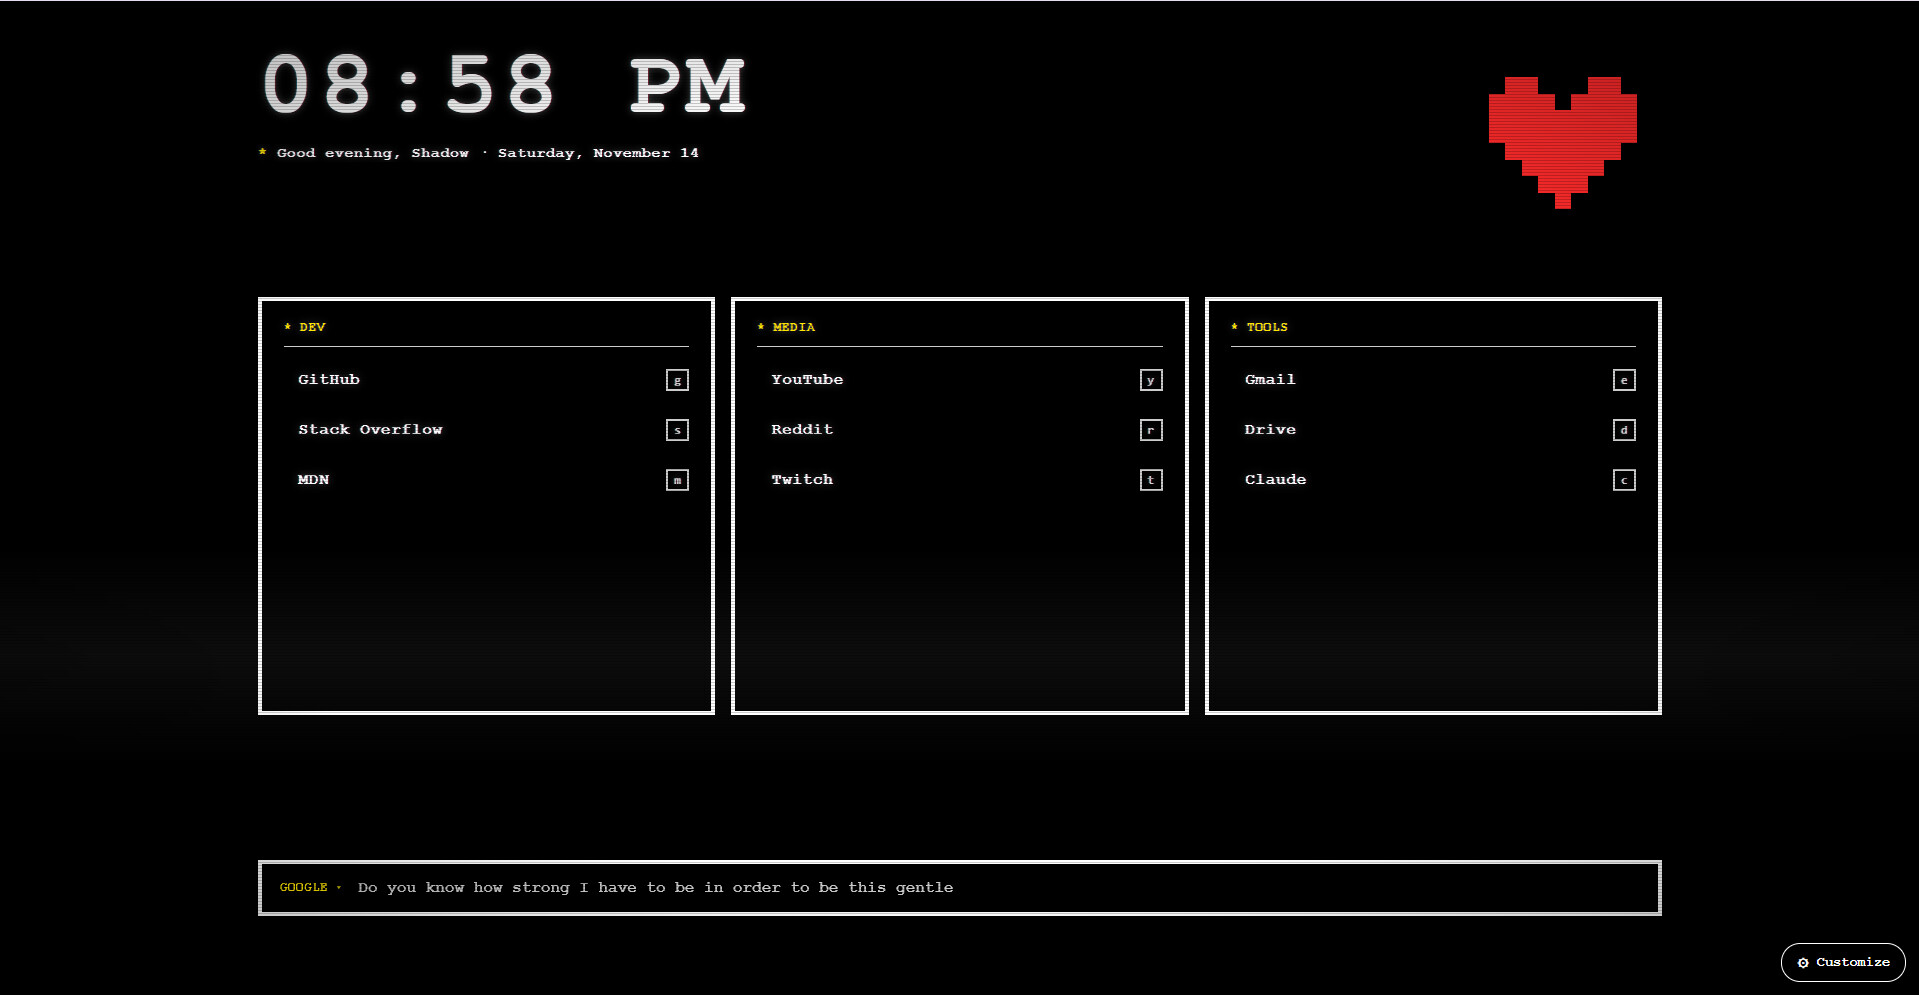 08:58 PM
* Good evening, Shadow · Saturday, November 14
* DEV
GitHub g
Stack Overflow s
MDN m
* MEDIA
YouTube y
Reddit r
Twitch t
* TOOLS
Gmail e
Drive d
Claude c
GOOGLE ▾ Do you know how strong I have to be in order to be this gentle
⚙ Customize